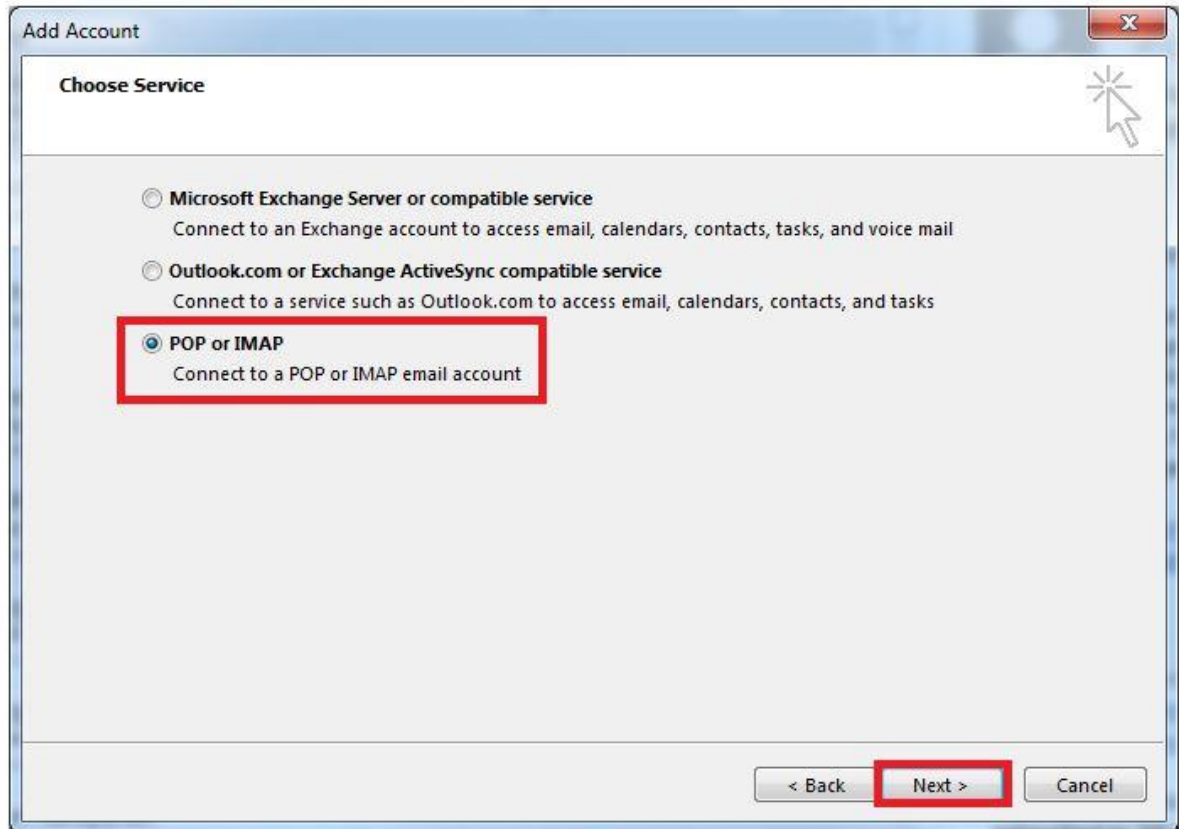 Add Account
Choose Service
Microsoft Exchange Server or compatible service
Connect to an Exchange account to access email, calendars, contacts, tasks, and voice mail
Outlook.com or Exchange ActiveSync compatible service
Connect to a service such as Outlook.com to access email, calendars, contacts, and tasks
POP or IMAP
Connect to a POP or IMAP email account
< Back Next > Cancel